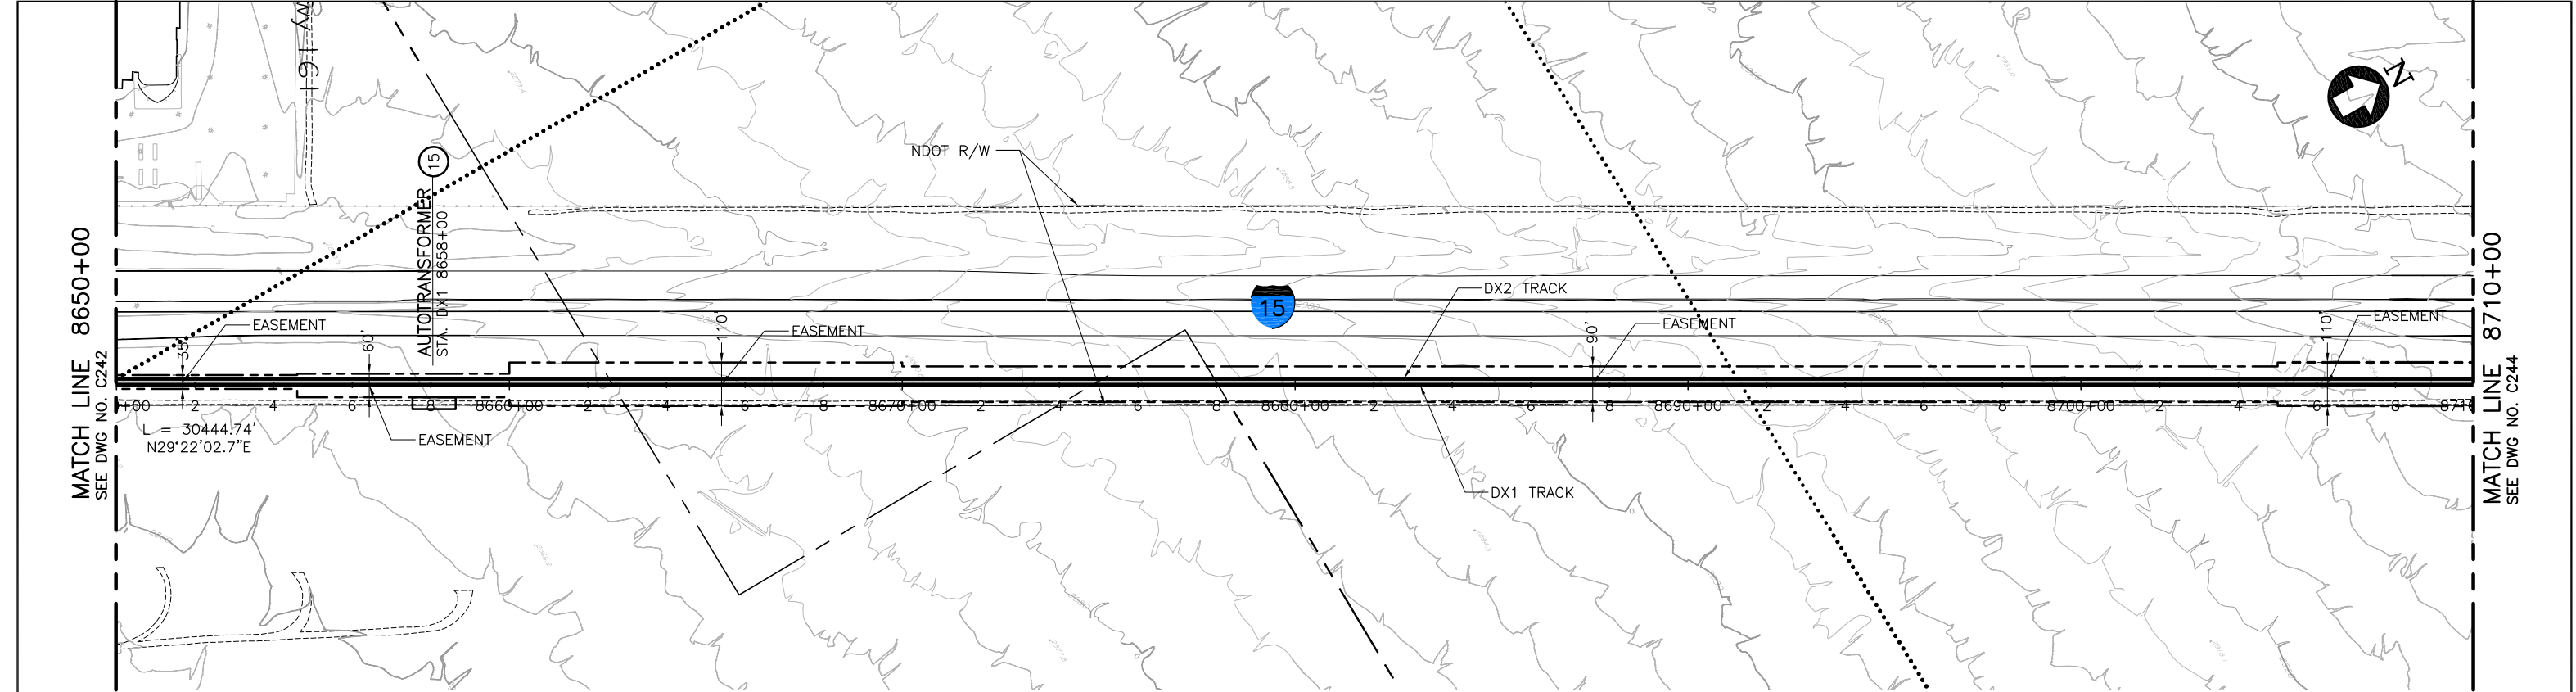 MATCH LINE 8650+00
SEE DWG NO. C242
15
AUTOTRANSFORMER
STA. DX1 8658+00
NDOT R/W
N
15
DX2 TRACK
EASEMENT
EASEMENT
EASEMENT
EASEMENT
35'
60'
110'
90'
110'
2 4 6 8 8660+00 2 4 6 8 8670+00 2 4 6 8 8680+00 2 4 6 8 8690+00 2 4 6 8 8700+00 2 4 6 8
L = 30444.74'
N29°22'02.7"E
EASEMENT
DX1 TRACK
MATCH LINE 8710+00
SEE DWG NO. C244